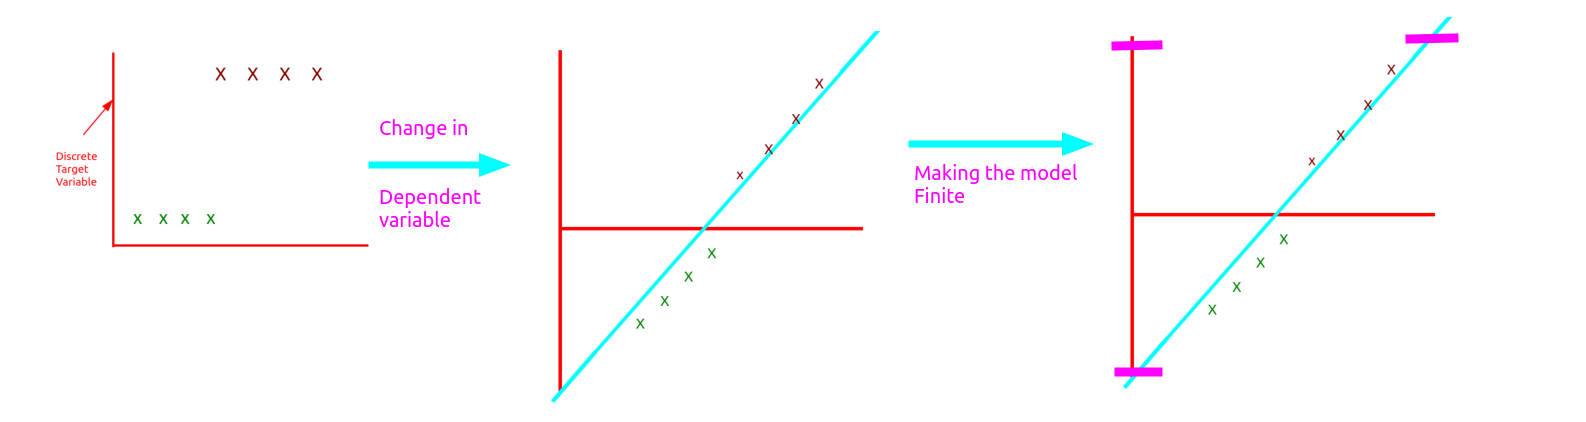 x x x x
Discrete
Target
Variable
x x x x
Change in
Dependent
variable
x
x
x
x
x
x
x
x
Making the model
Finite
x
x
x
x
x
x
x
x